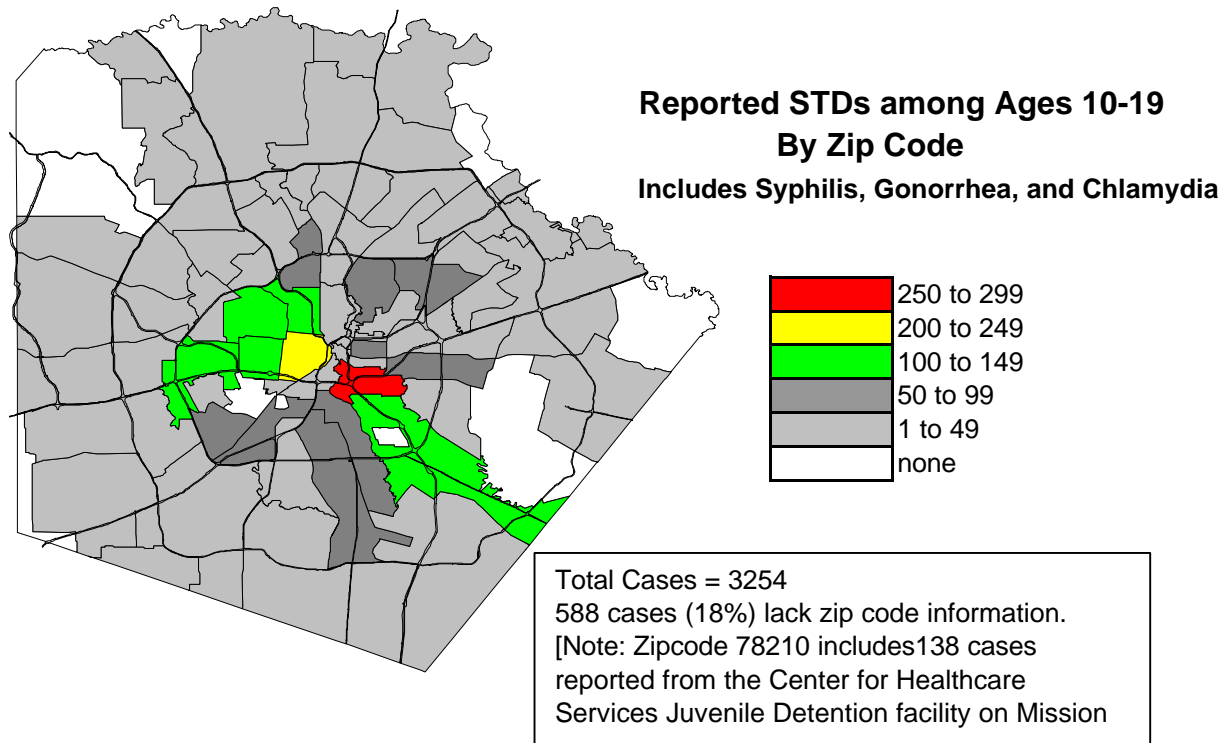 Reported STDs among Ages 10-19
By Zip Code
Includes Syphilis, Gonorrhea, and Chlamydia
250 to 299
200 to 249
100 to 149
50 to 99
1 to 49
none
Total Cases = 3254
588 cases (18%) lack zip code information.
[Note: Zipcode 78210 includes138 cases
reported from the Center for Healthcare
Services Juvenile Detention facility on Mission